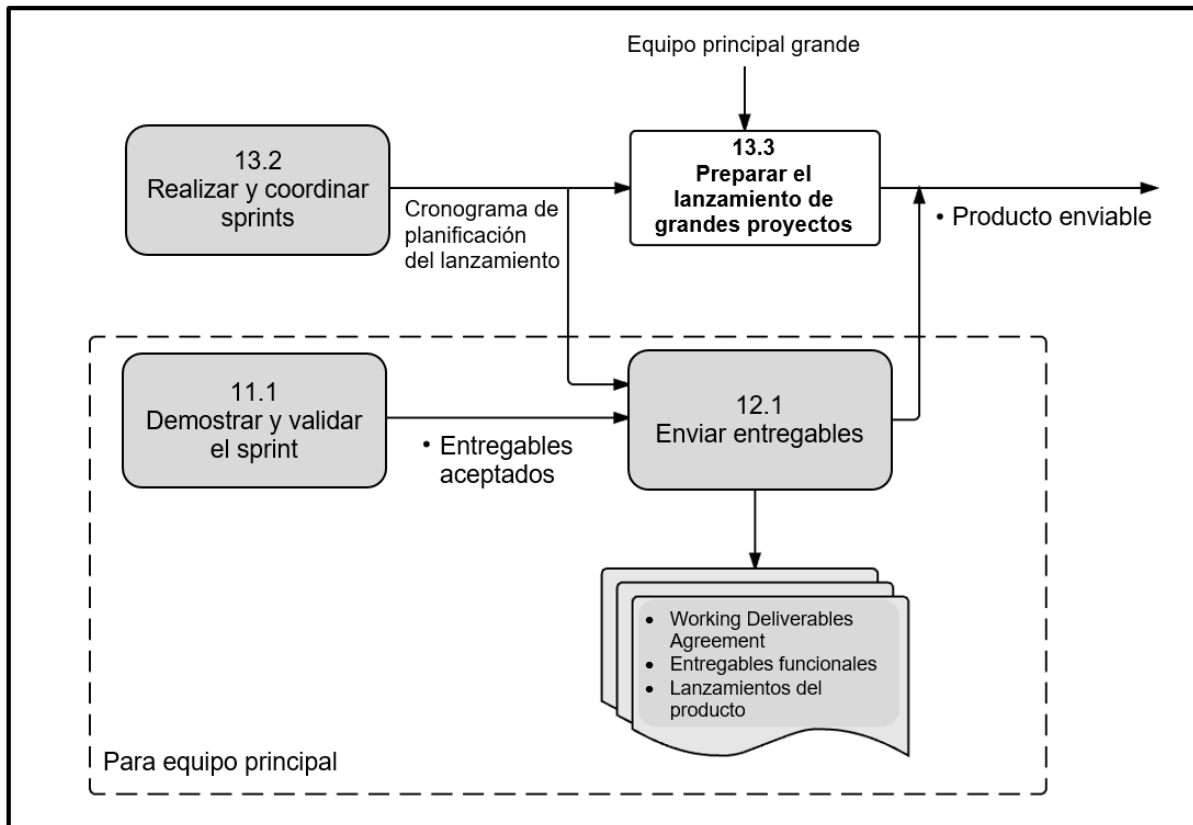 Equipo principal grande
13.2
Realizar y coordinar
sprints
13.3
Preparar el
lanzamiento de
grandes proyectos
Cronograma de
planificación
del lanzamiento
• Producto enviable
11.1
Demostrar y validar
el sprint
• Entregables
aceptados
12.1
Enviar entregables
• Working Deliverables
Agreement
• Entregables funcionales
• Lanzamientos del
producto
Para equipo principal